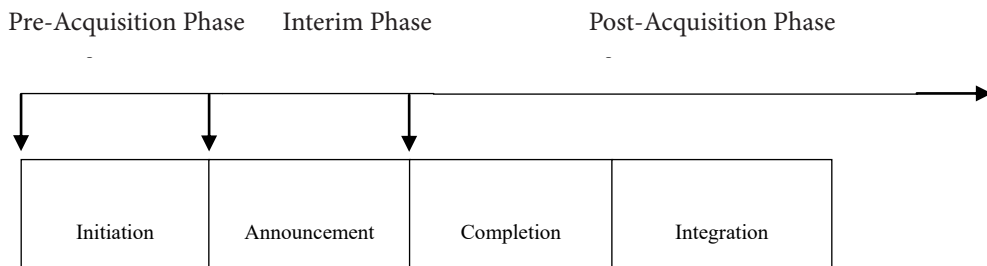 Pre-Acquisition Phase Interim Phase Post-Acquisition Phase
Initiation Announcement Completion Integration